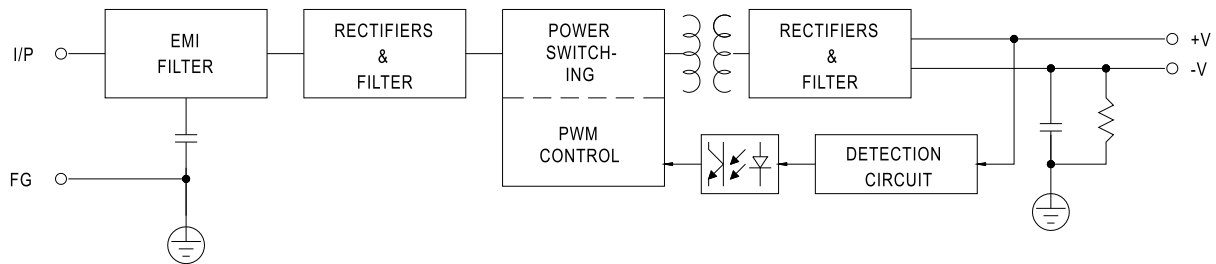 I/P
EMI
FILTER
RECTIFIERS
&
FILTER
POWER
SWITCH-
ING
PWM
CONTROL
RECTIFIERS
&
FILTER
+V
-V
DETECTION
CIRCUIT
FG